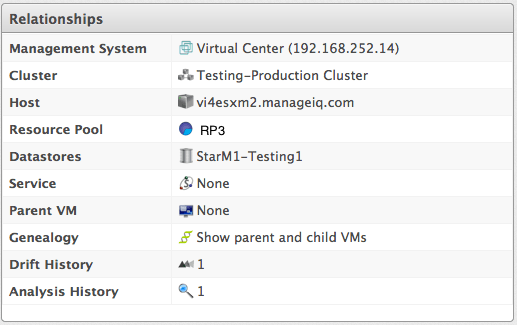 Relationships
Management System Virtual Center (192.168.252.14)
Cluster Testing-Production Cluster
Host vi4esxm2.manageiq.com
Resource Pool RP3
Datastores StarM1-Testing1
Service None
Parent VM None
Genealogy Show parent and child VMs
Drift History 1
Analysis History 1